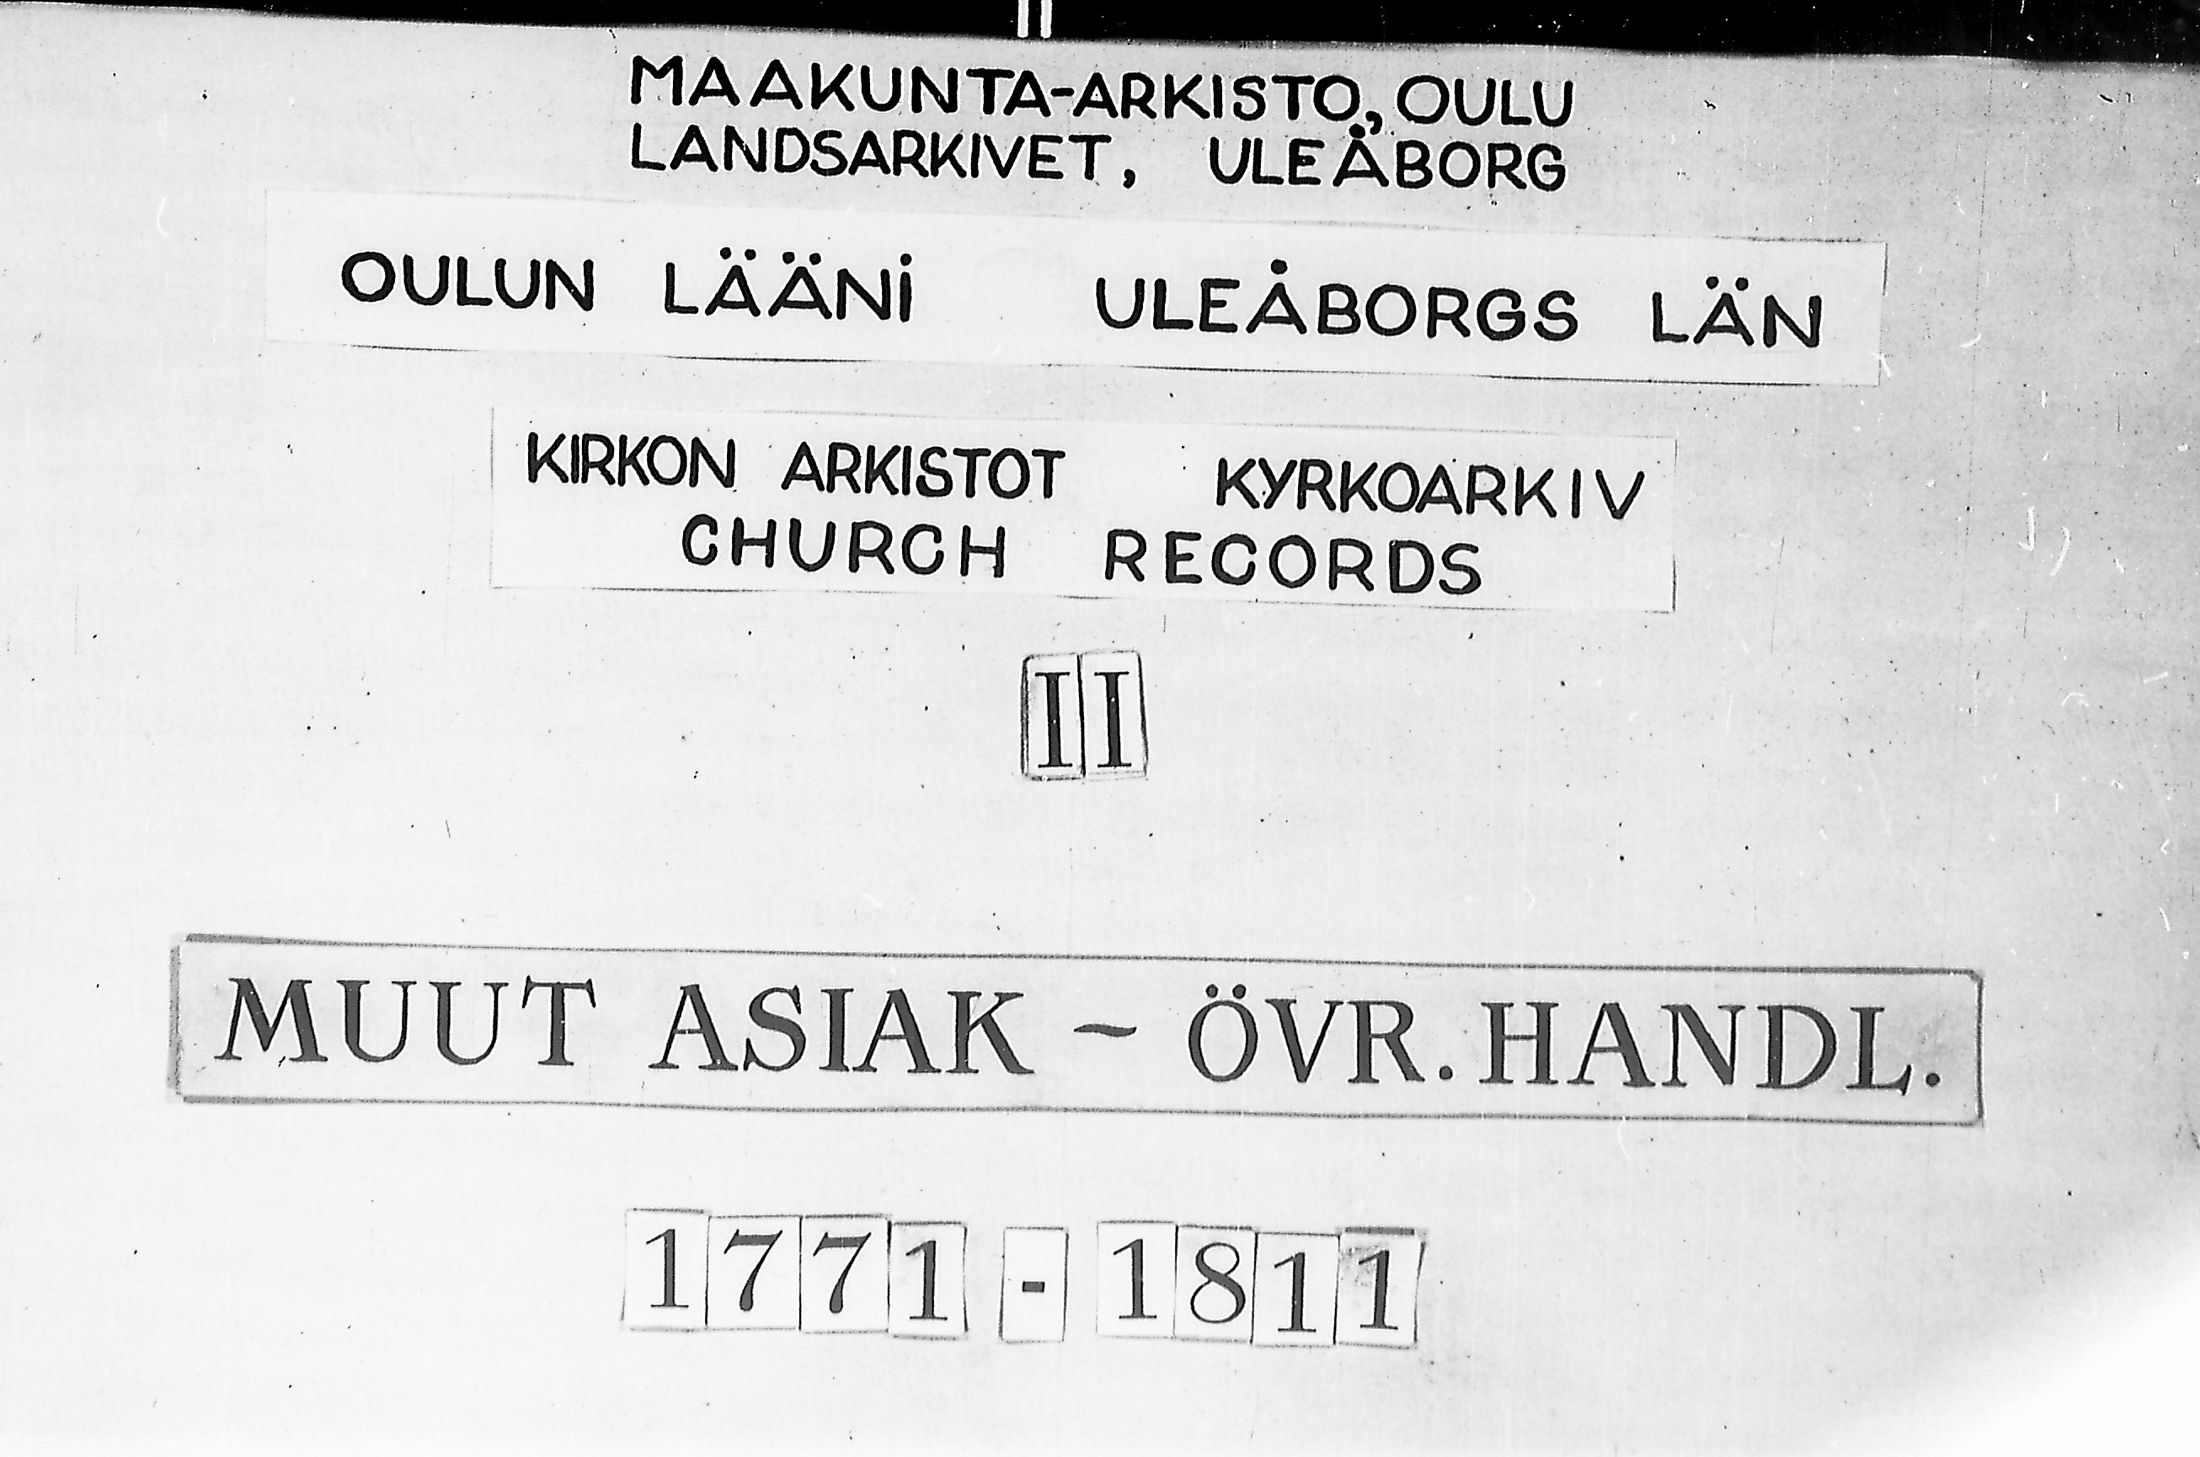 MAAKUNTA-ARKISTO, OULU
LANDSARKIVET, ULEÅBORG
OULUN LÄÄNI ULEÅBORGS LÄN
KIRKON ARKISTOT KYRKOARKIV
CHURCH RECORDS
II
MUUT ASIAK ~ ÖVR. HANDL.
1771 - 1811